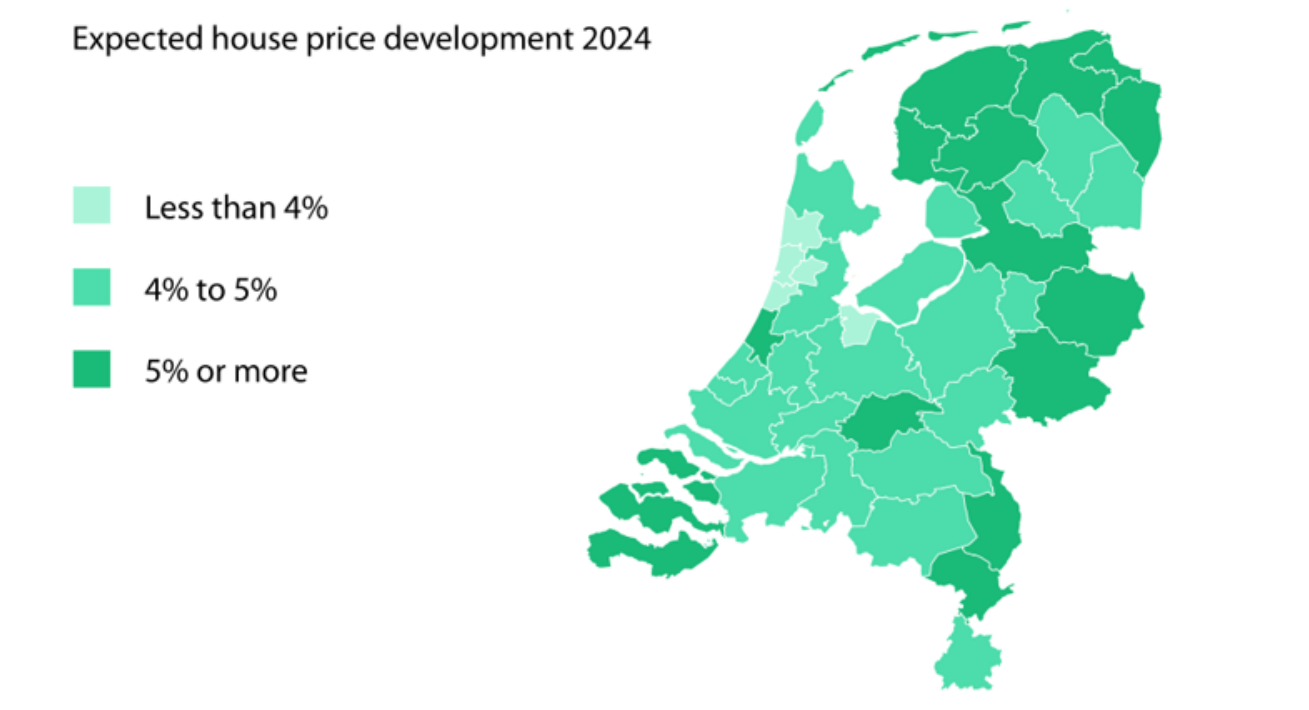 Expected house price development 2024
Less than 4%
4% to 5%
5% or more